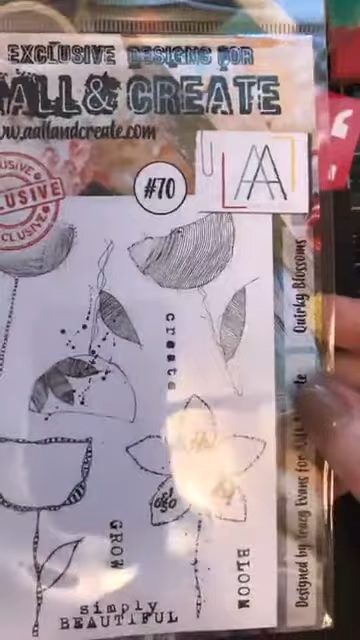 EXCLUSIVE DESIGNS FOR
AALL& CREATE
www.aallandcreate.com
EXCLUSIVE
#70
AA
Quirky Blossoms
create
Designed by Tracy Evans for
GROW
BLOOM
simply
BEAUTIFUL